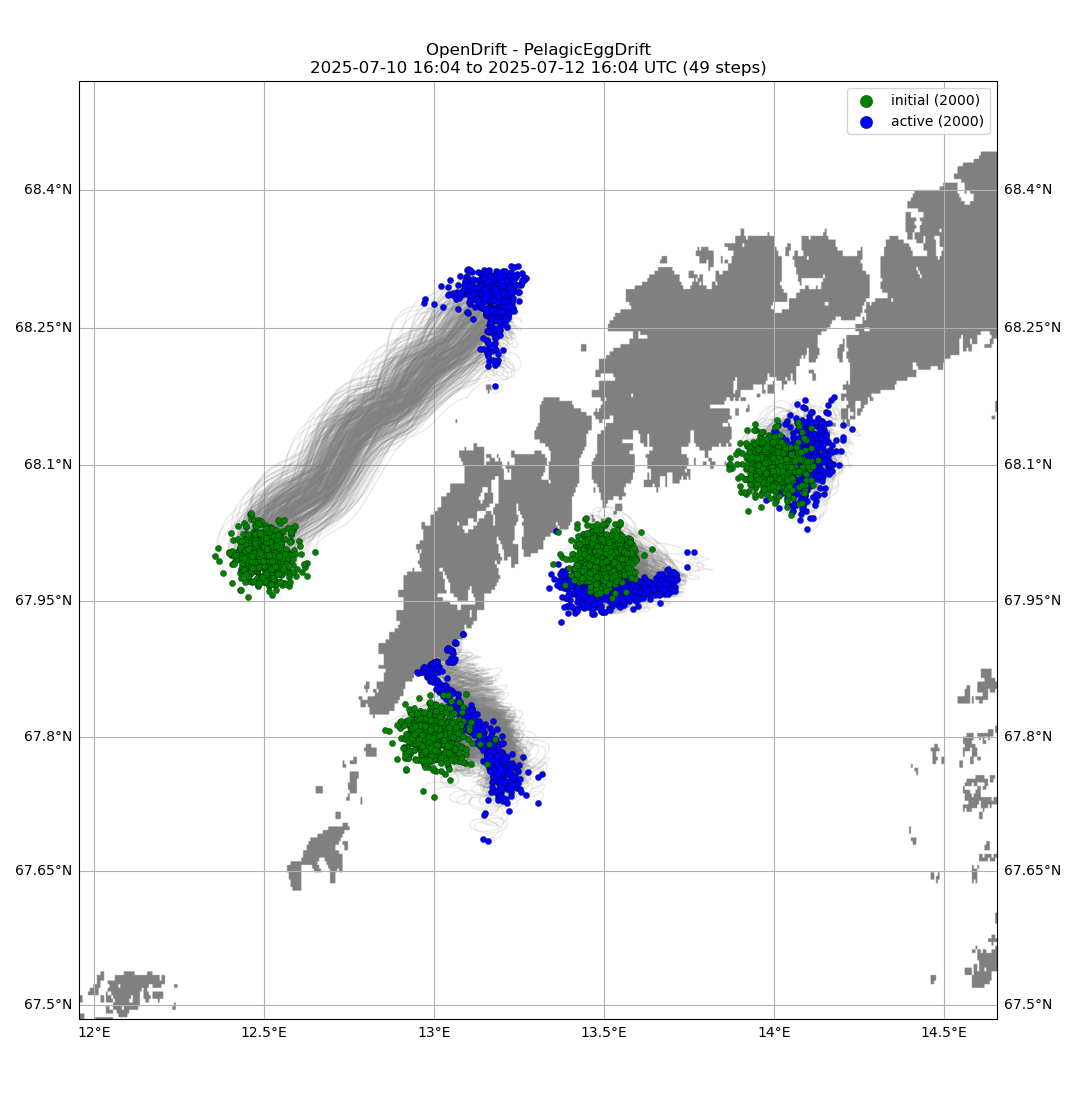 OpenDrift - PelagicEggDrift
2025-07-10 16:04 to 2025-07-12 16:04 UTC (49 steps)
initial (2000)
active (2000)
68.4°N
68.4°N
68.25°N
68.25°N
68.1°N
68.1°N
67.95°N
67.95°N
67.8°N
67.8°N
67.65°N
67.65°N
67.5°N
67.5°N
12°E
12.5°E
13°E
13.5°E
14°E
14.5°E